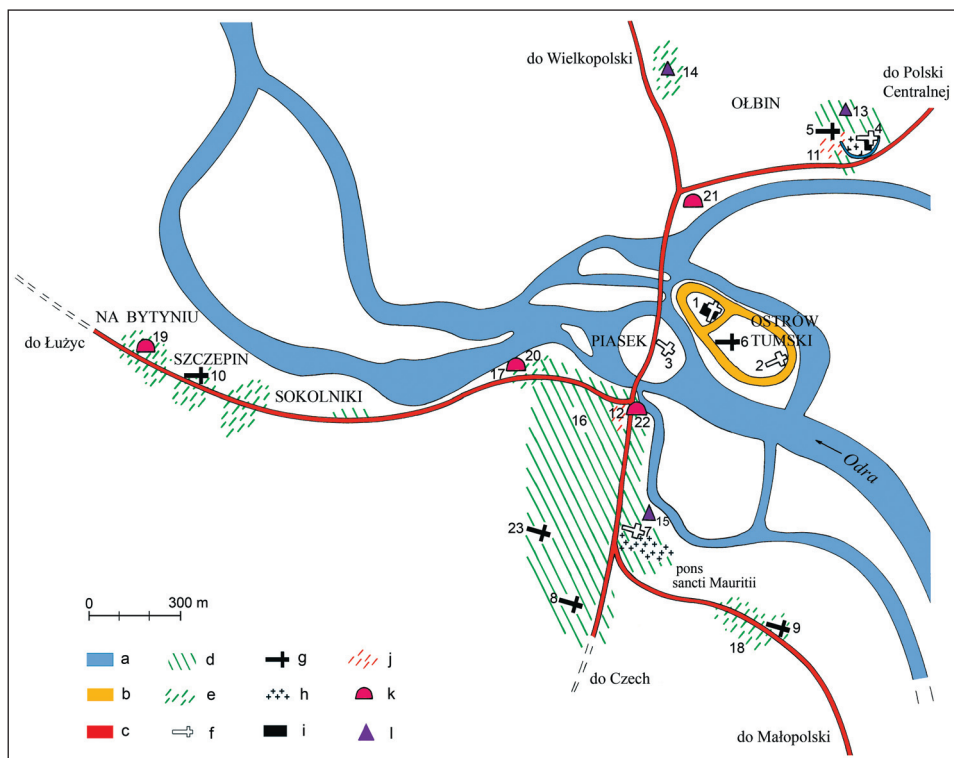 do Wielkopolski
14
OŁBIN
do Polski
Centralnej
13
5
4
11
21
1
OSTRÓW
TUMSKI
6
2
PIASEK
3
NA BYTYNIU
do Łużyc
19
SZCZEPIN
10
SOKOLNIKI
20
17
16
12
22
Odra
15
7
23
pons
sancti Mauritii
8
9
18
do Czech
do Małopolski
0 300 m
a d g j
b e h k
c f i l